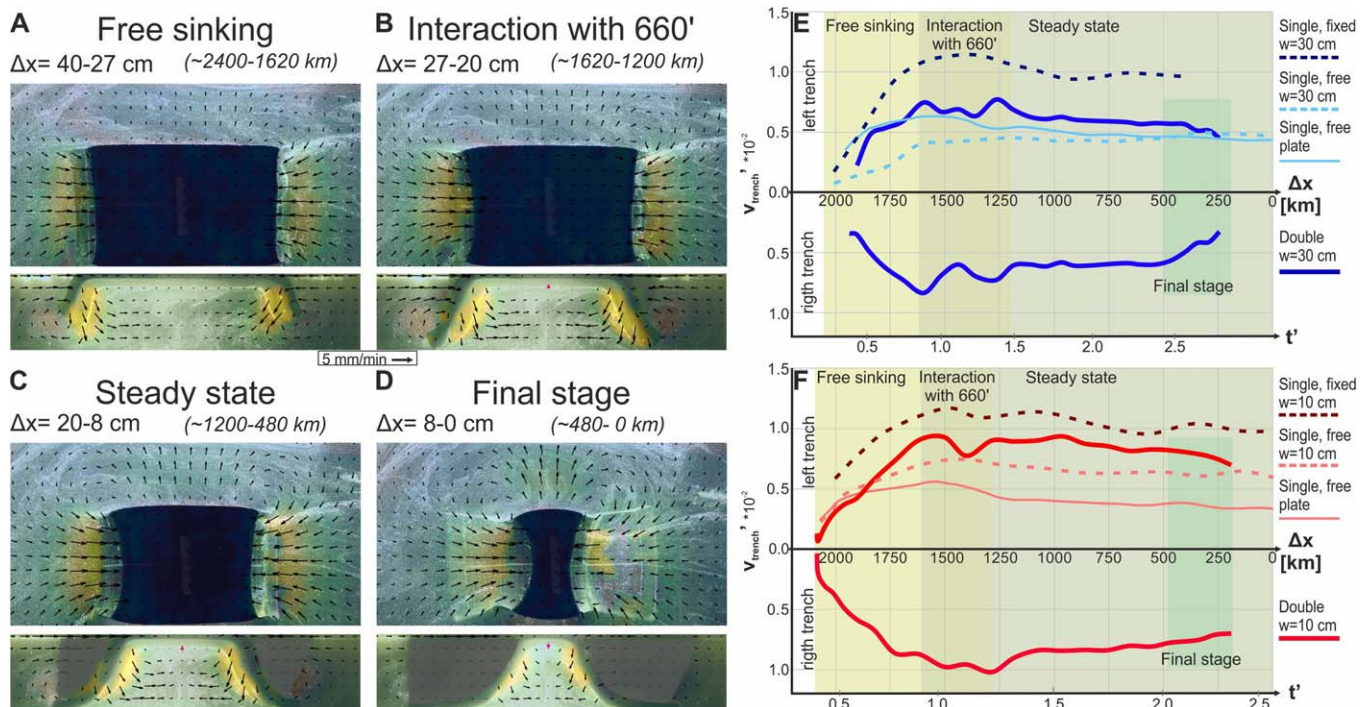 A Free sinking
Δx= 40-27 cm (~2400-1620 km)
B Interaction with 660'
Δx= 27-20 cm (~1620-1200 km)
5 mm/min
C Steady state
Δx= 20-8 cm (~1200-480 km)
D Final stage
Δx= 8-0 cm (~480- 0 km)
E
Free sinking
Interaction
with 660'
Steady state
1.5
1.0
0.5
0
0.5
1.0
left trench
rigth trench
v trench' *10⁻²
2000 1750 1500 1250 1000 750 500 250 0
Δx
[km]
Final stage
0.5 1.0 1.5 2.0 2.5
t'
Single, fixed
w=30 cm
Single, free
w=30 cm
Single, free
plate
Double
w=30 cm
F
Free sinking
Interaction
with 660'
Steady state
1.5
1.0
0.5
0
0.5
1.0
left trench
rigth trench
v trench' *10⁻²
2000 1750 1500 1250 1000 750 500 250 0
Δx
[km]
Final stage
0.5 1.0 1.5 2.0 2.5
t'
Single, fixed
w=10 cm
Single, free
w=10 cm
Single, free
plate
Double
w=10 cm